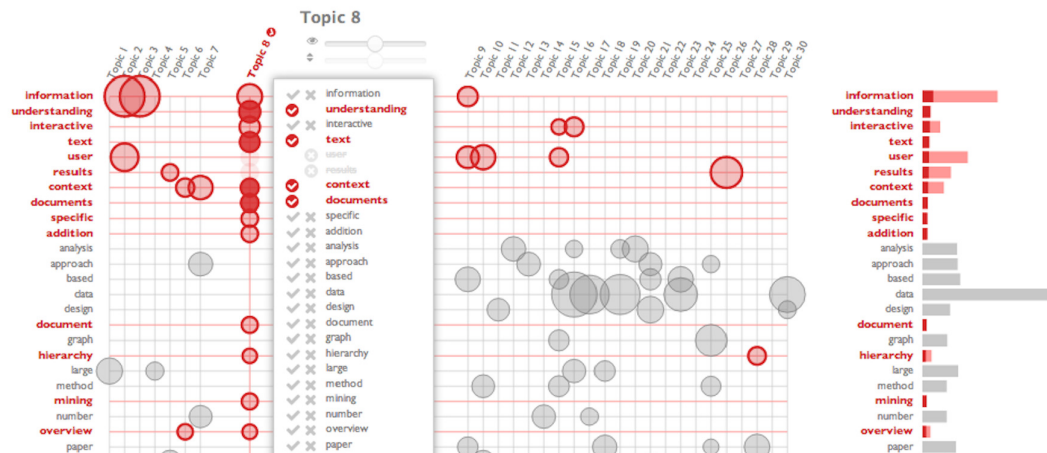 Topic 8
Topic 1
Topic 2
Topic 3
Topic 4
Topic 5
Topic 6
Topic 7
Topic 8
Topic 9
Topic 10
Topic 11
Topic 12
Topic 13
Topic 14
Topic 15
Topic 16
Topic 17
Topic 18
Topic 19
Topic 20
Topic 21
Topic 22
Topic 23
Topic 24
Topic 25
Topic 26
Topic 27
Topic 28
Topic 29
Topic 30
information information information
understanding understanding understanding
interactive interactive interactive
text text text
user user user
results results results
context context context
documents documents documents
specific specific specific
addition addition addition
analysis analysis analysis
approach approach approach
based based based
data data data
design design design
document document document
graph graph graph
hierarchy hierarchy hierarchy
large large large
method method method
mining mining mining
number number number
overview overview overview
paper paper paper